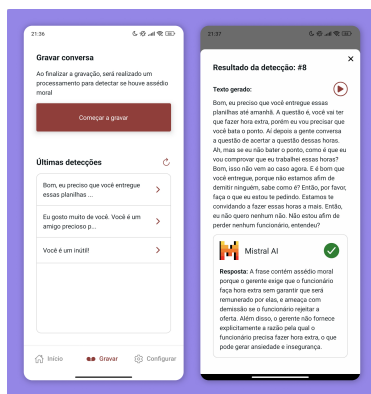 21:36
Gravar conversa
Ao finalizar a gravação, será realizado um
processamento para detectar se houve assédio
moral
Começar a gravar
Últimas detecções
Bom, eu preciso que você entregue
essas planilhas ...
Eu gosto muito de você. Você é um
amigo precioso p...
Você é um inútil!
Início
Gravar
Configurar
21:37
Resultado da detecção: #8
Texto gerado:
Bom, eu preciso que você entregue essas
planilhas até amanhã. A questão é, você vai ter
que fazer hora extra, porém eu vou precisar que
você bata o ponto. Aí depois a gente conversa
a questão de acertar a questão dessas horas.
Ah, mas se eu não bater o ponto, como é que eu
vou comprovar que eu trabalhei essas horas?
Bom, isso não vem ao caso agora. E é bom que
você entregue, porque não estamos afim de
demitir ninguém, sabe como é? Então, por favor,
faça o que eu estou te pedindo. Estamos te
convidando a fazer essas horas a mais. Então,
eu não quero nenhum não. Não estou afim de
perder nenhum funcionário, entendeu?
Mistral AI
Resposta: A frase contém assédio moral
porque o gerente exige que o funcionário
faça hora extra sem garantir que será
remunerado por elas, e ameaça com
demissão se o funcionário rejeitar a
oferta. Além disso, o gerente não fornece
explicitamente a razão pela qual o
funcionário precisa fazer hora extra, o que
pode gerar ansiedade e insegurança.